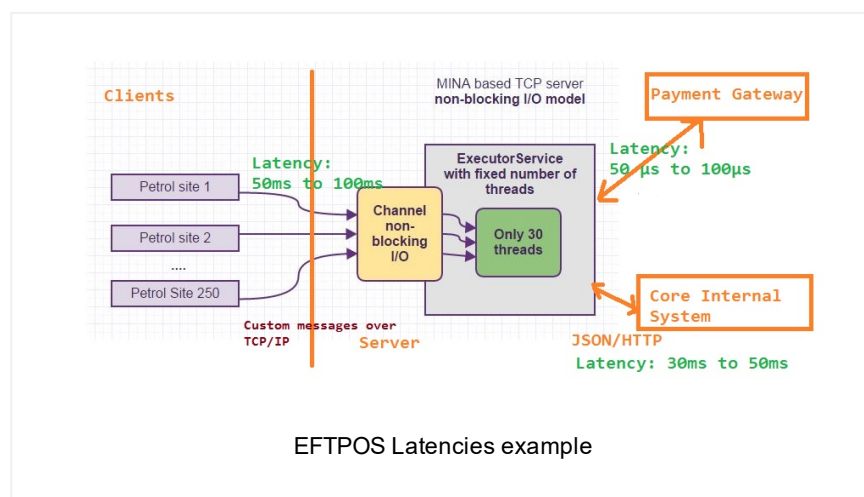 MINA based TCP server
non-blocking I/O model
Clients
Payment Gateway
Latency:
50ms to 100ms
Latency:
50 µs to 100µs
ExecutorService
with fixed number of
threads
Petrol site 1
Petrol site 2
....
Petrol Site 250
Channel
non-
blocking
I/O
Only 30
threads
Core Internal
System
Custom messages over
TCP/IP
Server
JSON/HTTP
Latency: 30ms to 50ms
EFTPOS Latencies example